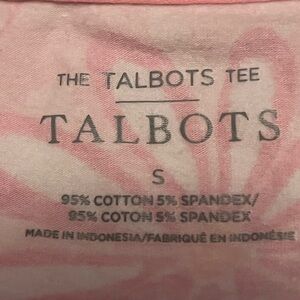 THE TALBOTS TEE
TALBOTS
S
95% COTTON 5% SPANDEX/
95% COTON 5% SPANDEX
MADE IN INDONESIA/FABRIQUÉ EN INDONÉSIE